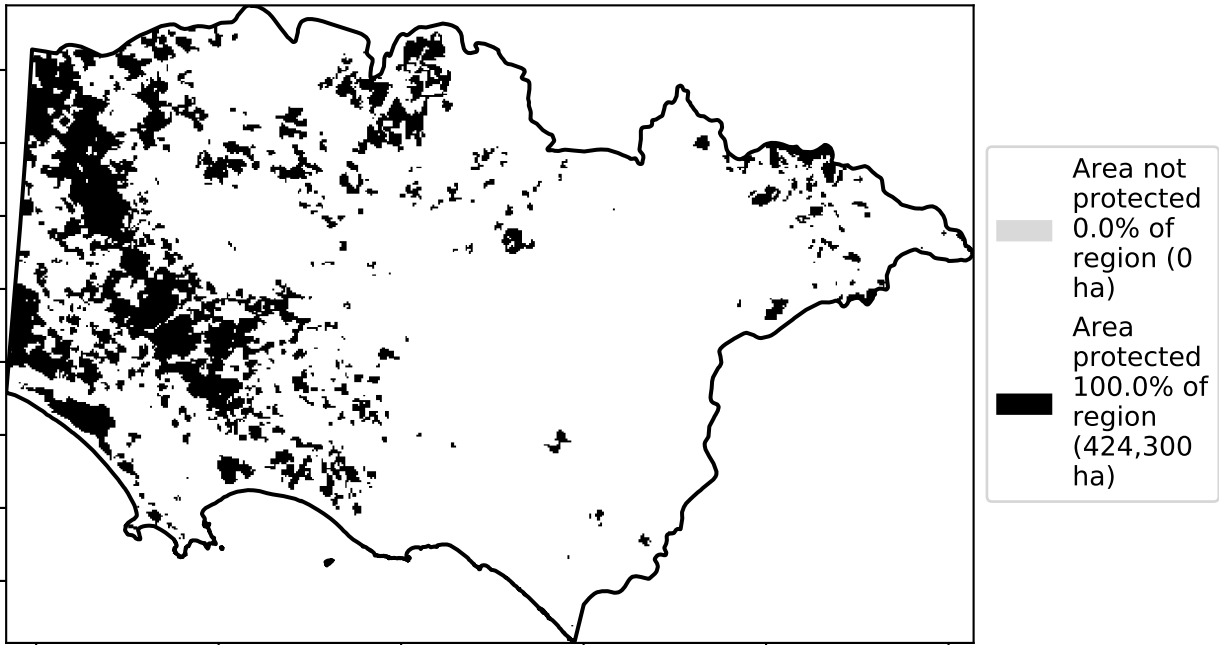 Area not
protected
0.0% of
region (0
ha)
Area
protected
100.0% of
region
(424,300
ha)